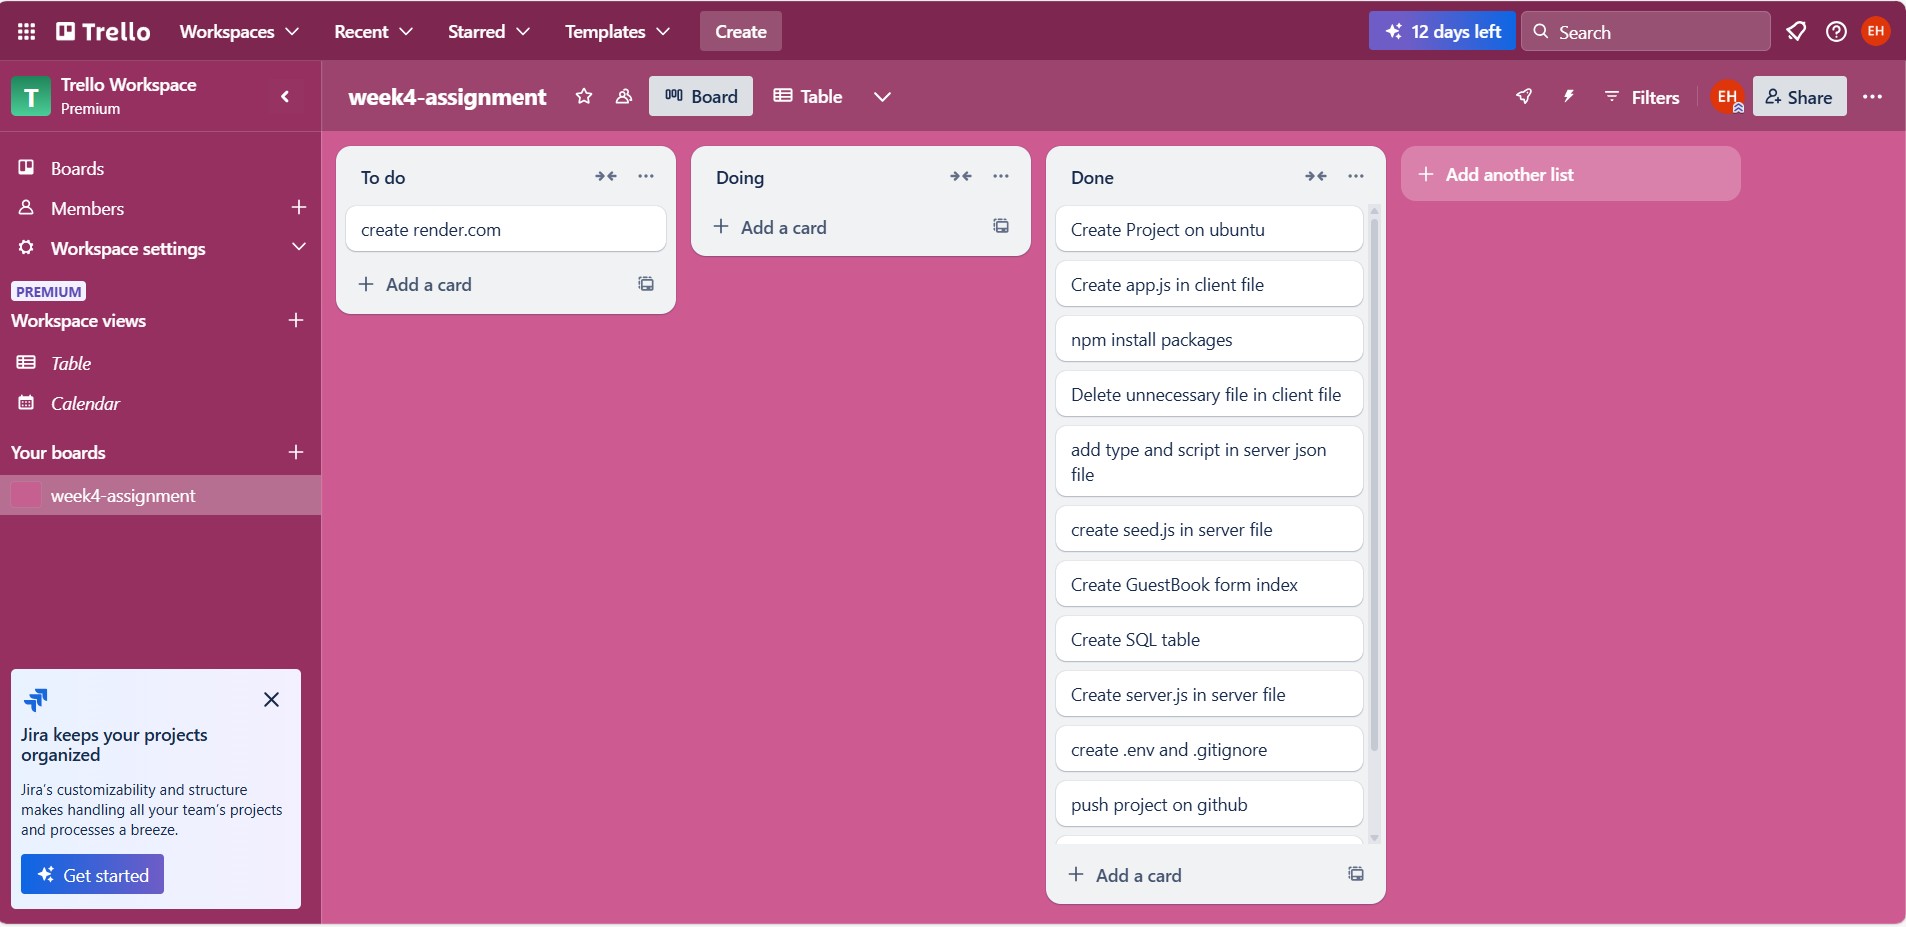 Trello
Workspaces
Recent
Starred
Templates
Create
12 days left
Search
EH
T
Trello Workspace
Premium
week4-assignment
Board
Table
Filters
EH
Share
Boards
Members
Workspace settings
PREMIUM
Workspace views
Table
Calendar
Your boards
week4-assignment
Jira keeps your projects
organized
Jira's customizability and structure
makes handling all your team's projects
and processes a breeze.
Get started
To do
create render.com
Add a card
Doing
Add a card
Done
Create Project on ubuntu
Create app.js in client file
npm install packages
Delete unnecessary file in client file
add type and script in server json
file
create seed.js in server file
Create GuestBook form index
Create SQL table
Create server.js in server file
create .env and .gitignore
push project on github
Add a card
Add another list